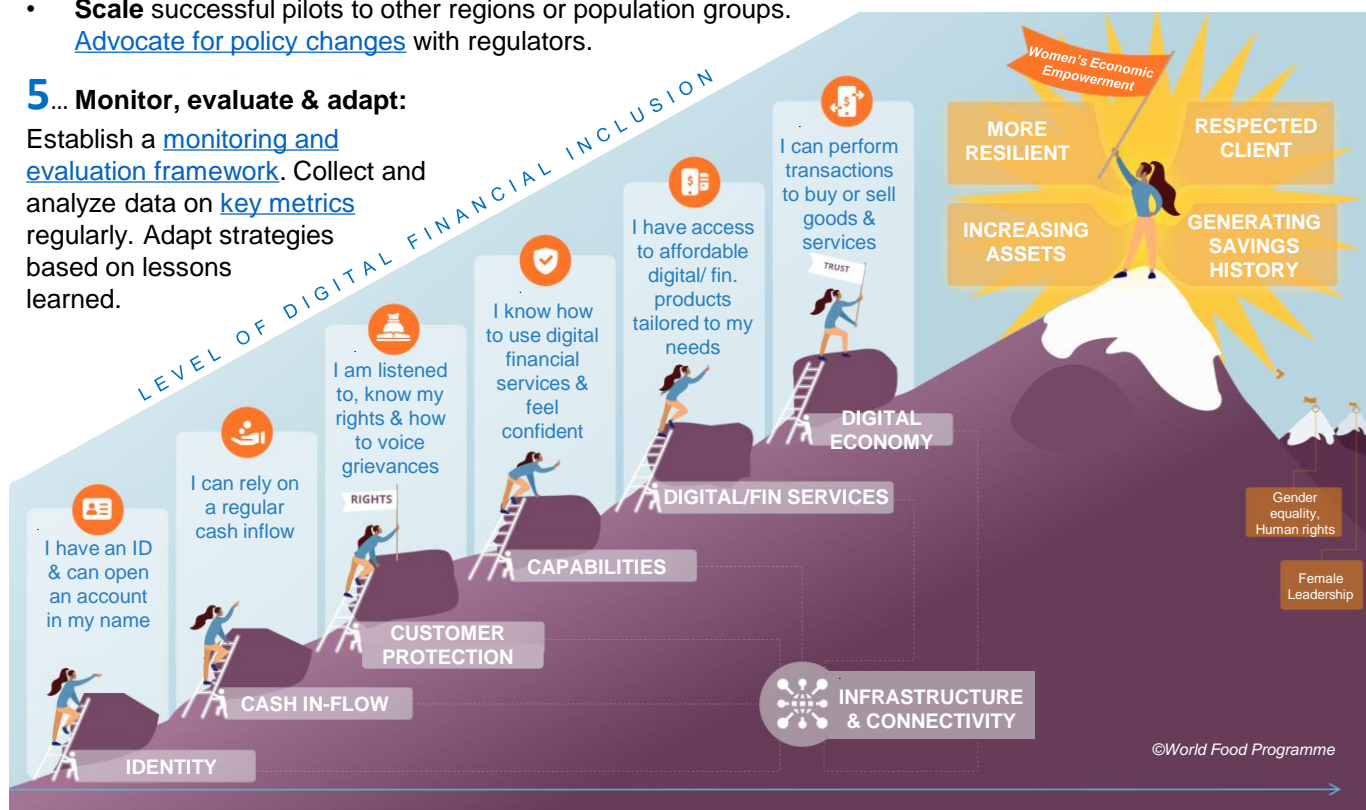 • Scale successful pilots to other regions or population groups.
Advocate for policy changes with regulators.
5... Monitor, evaluate & adapt:
Establish a monitoring and
evaluation framework. Collect and
analyze data on key metrics
regularly. Adapt strategies
based on lessons
learned.
LEVEL OF DIGITAL FINANCIAL INCLUSION
I have an ID
& can open
an account
in my name
IDENTITY
I can rely on
a regular
cash inflow
CASH IN-FLOW
I am listened
to, know my
rights & how
to voice
grievances
RIGHTS
CUSTOMER
PROTECTION
I know how
to use digital
financial
services &
feel
confident
CAPABILITIES
I have access
to affordable
digital/ fin.
products
tailored to my
needs
DIGITAL/FIN SERVICES
I can perform
transactions
to buy or sell
goods &
services
TRUST
DIGITAL
ECONOMY
Women's Economic
Empowerment
MORE
RESILIENT
RESPECTED
CLIENT
INCREASING
ASSETS
GENERATING
SAVINGS
HISTORY
Gender
equality,
Human rights
Female
Leadership
INFRASTRUCTURE
& CONNECTIVITY
©World Food Programme